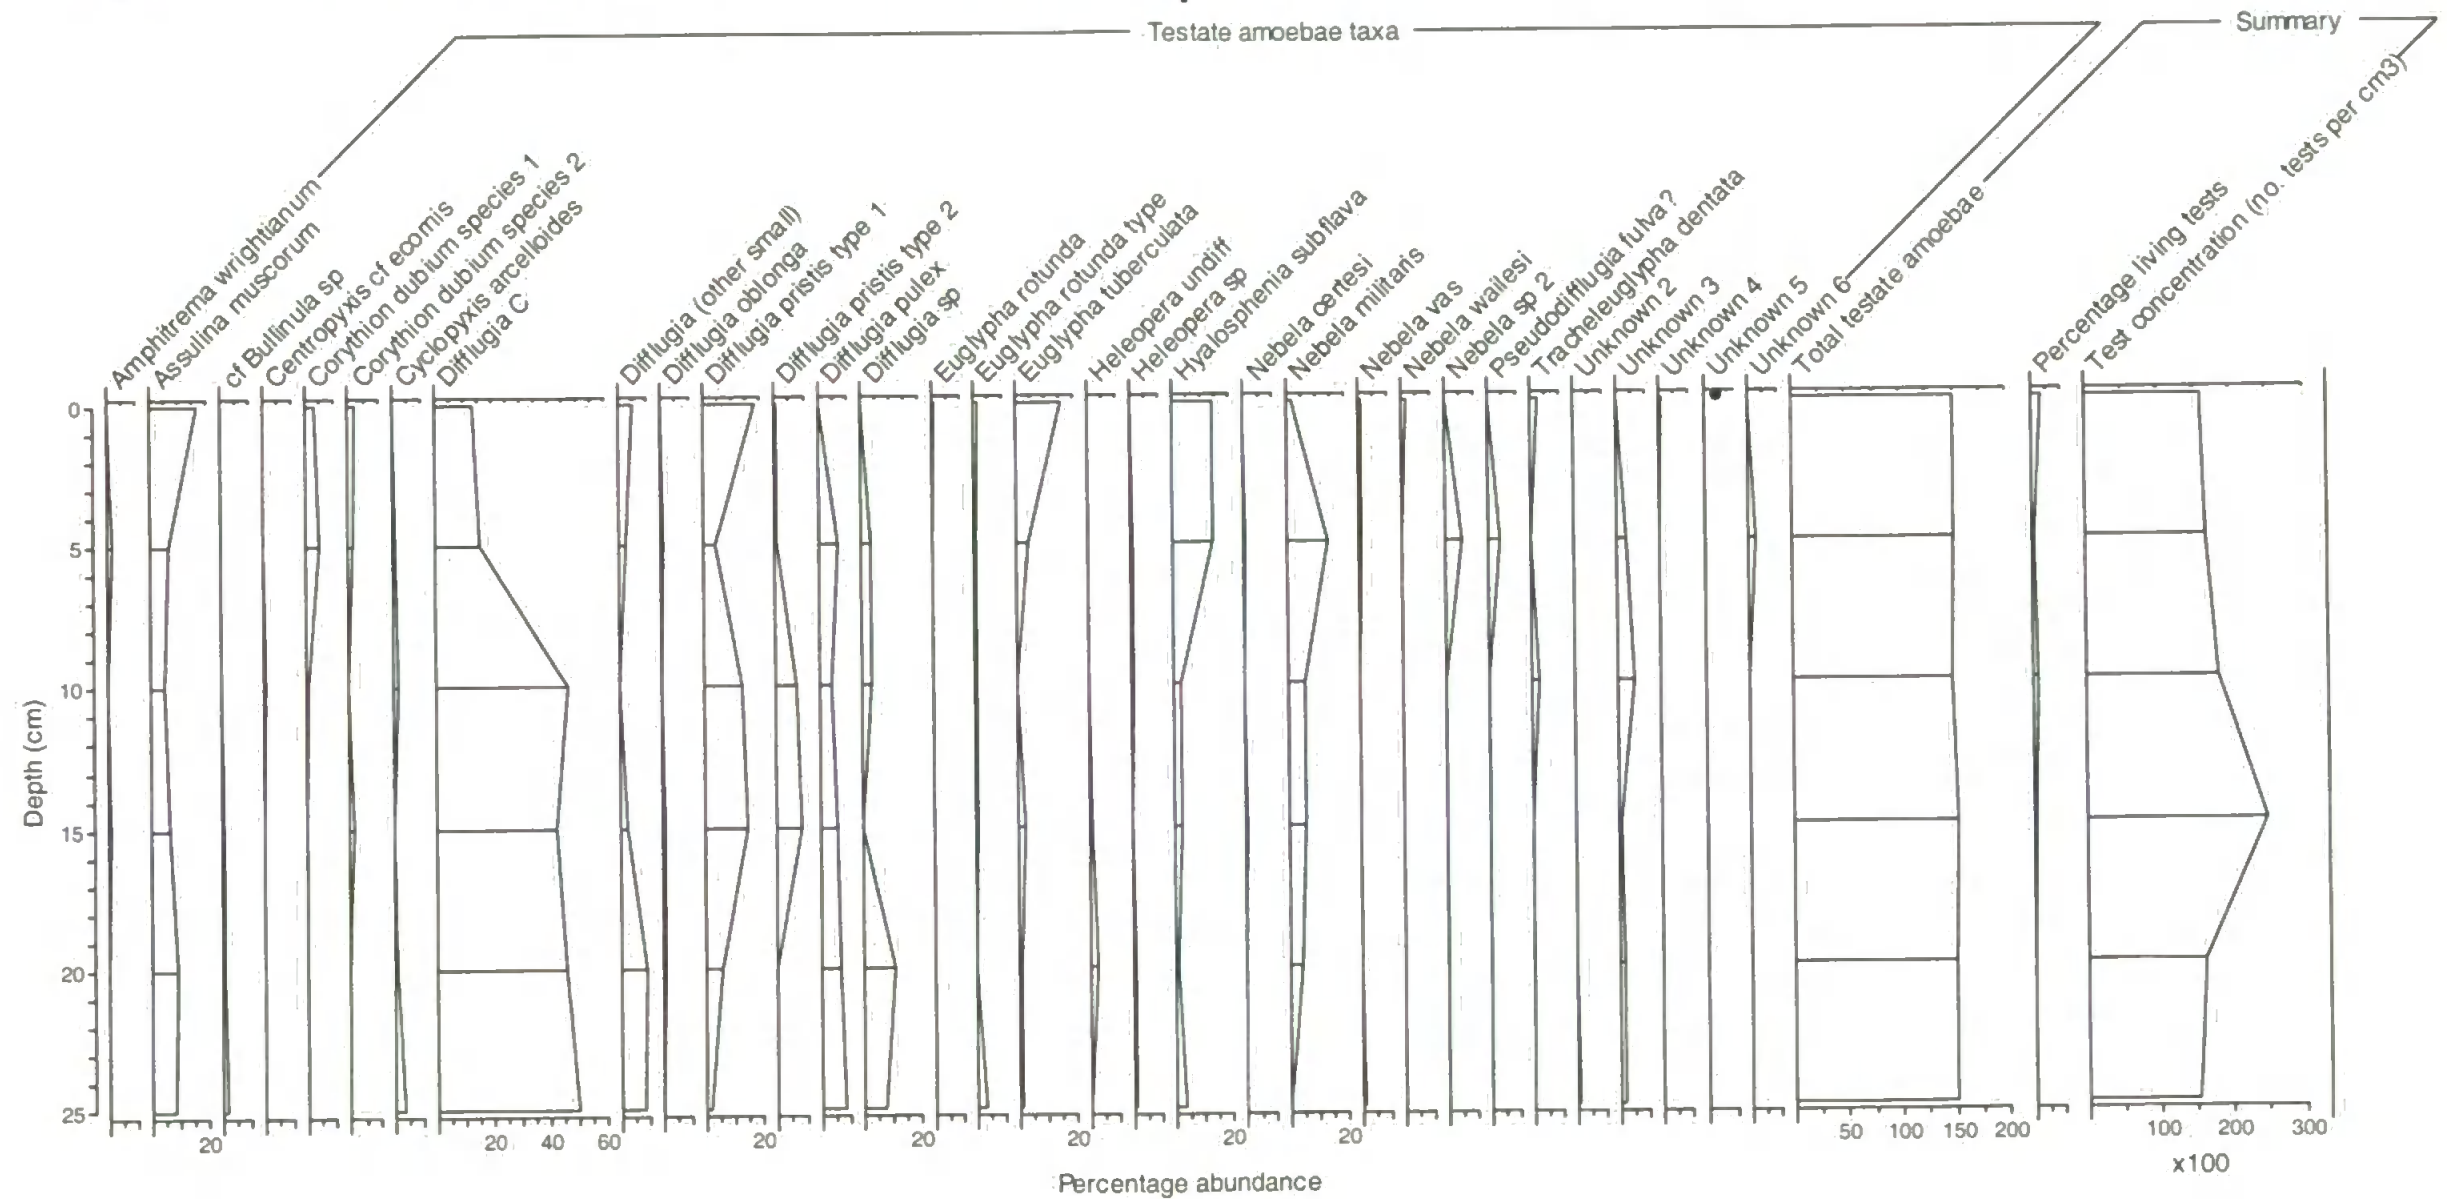 Testate amoebae taxa
Summary
Amphitrema wrightianum
Assulina muscorum
cf Bullinula sp
Centropyxis cf ecornis
Corythion dubium species 1
Corythion dubium species 2
Cyclopyxis arcelloides
Difflugia C
Difflugia (other small)
Difflugia oblonga
Difflugia pristis type 1
Difflugia pristis type 2
Difflugia pulex
Difflugia sp
Euglypha rotunda
Euglypha rotunda type
Euglypha tuberculata
Heleopera undiff
Heleopera sp
Hyalosphenia subflava
Nebela certesi
Nebela militaris
Nebela vas
Nebela wailesi
Nebela sp 2
Pseudodifflugia fulva?
Tracheleuglypha dentata
Unknown 2
Unknown 3
Unknown 4
Unknown 5
Unknown 6
Total testate amoebae
Percentage living tests
Test concentration (no. tests per cm3)
0
5
10
15
20
25
Depth (cm)
20 20 40 60 20 20 20 20 20 50 100 150 200 100 200 300
x100
Percentage abundance